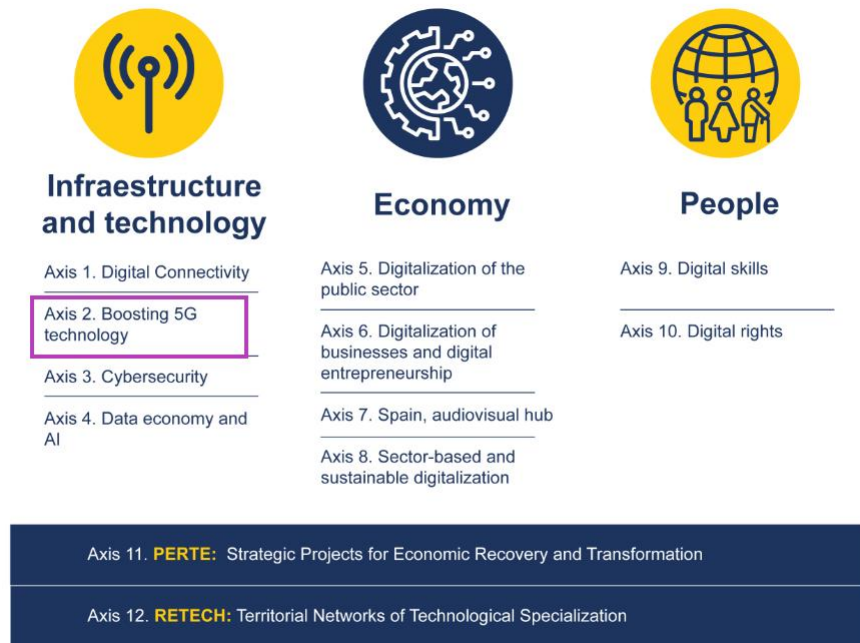 Infraestructure
and technology
Axis 1. Digital Connectivity
Axis 2. Boosting 5G
technology
Axis 3. Cybersecurity
Axis 4. Data economy and
AI
Economy
Axis 5. Digitalization of the
public sector
Axis 6. Digitalization of
businesses and digital
entrepreneurship
Axis 7. Spain, audiovisual hub
Axis 8. Sector-based and
sustainable digitalization
People
Axis 9. Digital skills
Axis 10. Digital rights
Axis 11. PERTE: Strategic Projects for Economic Recovery and Transformation
Axis 12. RETECH: Territorial Networks of Technological Specialization